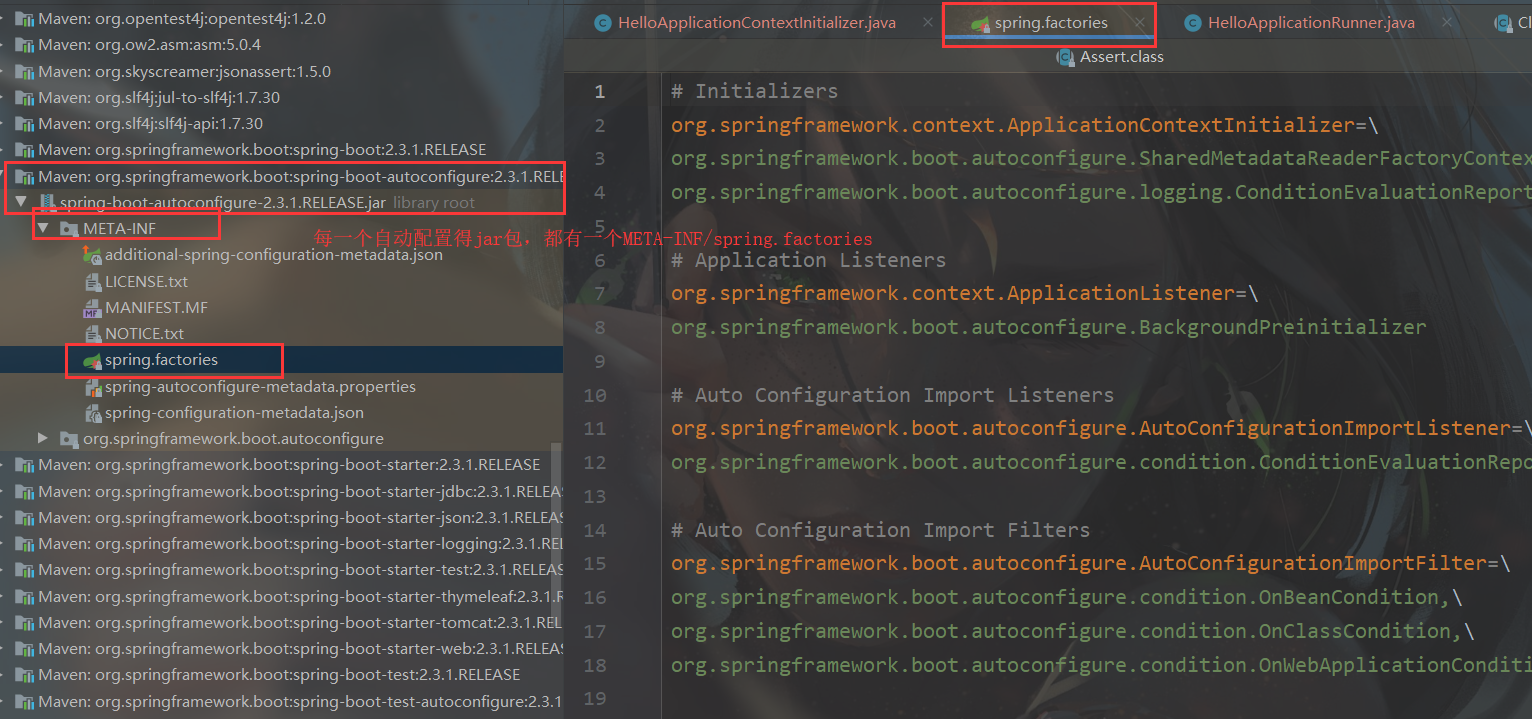 Maven: org.opentest4j:opentest4j:1.2.0
Maven: org.ow2.asm:asm:5.0.4
Maven: org.skyscreamer:jsonassert:1.5.0
Maven: org.slf4j:jul-to-slf4j:1.7.30
Maven: org.slf4j:slf4j-api:1.7.30
Maven: org.springframework.boot:spring-boot:2.3.1.RELEASE
Maven: org.springframework.boot:spring-boot-autoconfigure:2.3.1.RELE
spring-boot-autoconfigure-2.3.1.RELEASE.jar library root
META-INF
每一个自动配置得jar包，都有一个META-INF/spring.factories
additional-spring-configuration-metadata.json
LICENSE.txt
MANIFEST.MF
NOTICE.txt
spring.factories
spring-autoconfigure-metadata.properties
spring-configuration-metadata.json
org.springframework.boot.autoconfigure
Maven: org.springframework.boot:spring-boot-starter:2.3.1.RELEASE
Maven: org.springframework.boot:spring-boot-starter-jdbc:2.3.1.RELEA
Maven: org.springframework.boot:spring-boot-starter-json:2.3.1.RELEA
Maven: org.springframework.boot:spring-boot-starter-logging:2.3.1.REL
Maven: org.springframework.boot:spring-boot-starter-test:2.3.1.RELEAS
Maven: org.springframework.boot:spring-boot-starter-thymeleaf:2.3.1.R
Maven: org.springframework.boot:spring-boot-starter-tomcat:2.3.1.REL
Maven: org.springframework.boot:spring-boot-starter-web:2.3.1.RELEA
Maven: org.springframework.boot:spring-boot-test:2.3.1.RELEASE
Maven: org.springframework.boot:spring-boot-test-autoconfigure:2.3.1
HelloApplicationContextInitializer.java spring.factories HelloApplicationRunner.java Cl
Assert.class
1 # Initializers
2 org.springframework.context.ApplicationContextInitializer=\
3 org.springframework.boot.autoconfigure.SharedMetadataReaderFactoryContex
4 org.springframework.boot.autoconfigure.logging.ConditionEvaluationReport
5
6 # Application Listeners
7 org.springframework.context.ApplicationListener=\
8 org.springframework.boot.autoconfigure.BackgroundPreinitializer
9
10 # Auto Configuration Import Listeners
11 org.springframework.boot.autoconfigure.AutoConfigurationImportListener=\
12 org.springframework.boot.autoconfigure.condition.ConditionEvaluationRepo
13
14 # Auto Configuration Import Filters
15 org.springframework.boot.autoconfigure.AutoConfigurationImportFilter=\
16 org.springframework.boot.autoconfigure.condition.OnBeanCondition,\
17 org.springframework.boot.autoconfigure.condition.OnClassCondition,\
18 org.springframework.boot.autoconfigure.condition.OnWebApplicationConditi
19